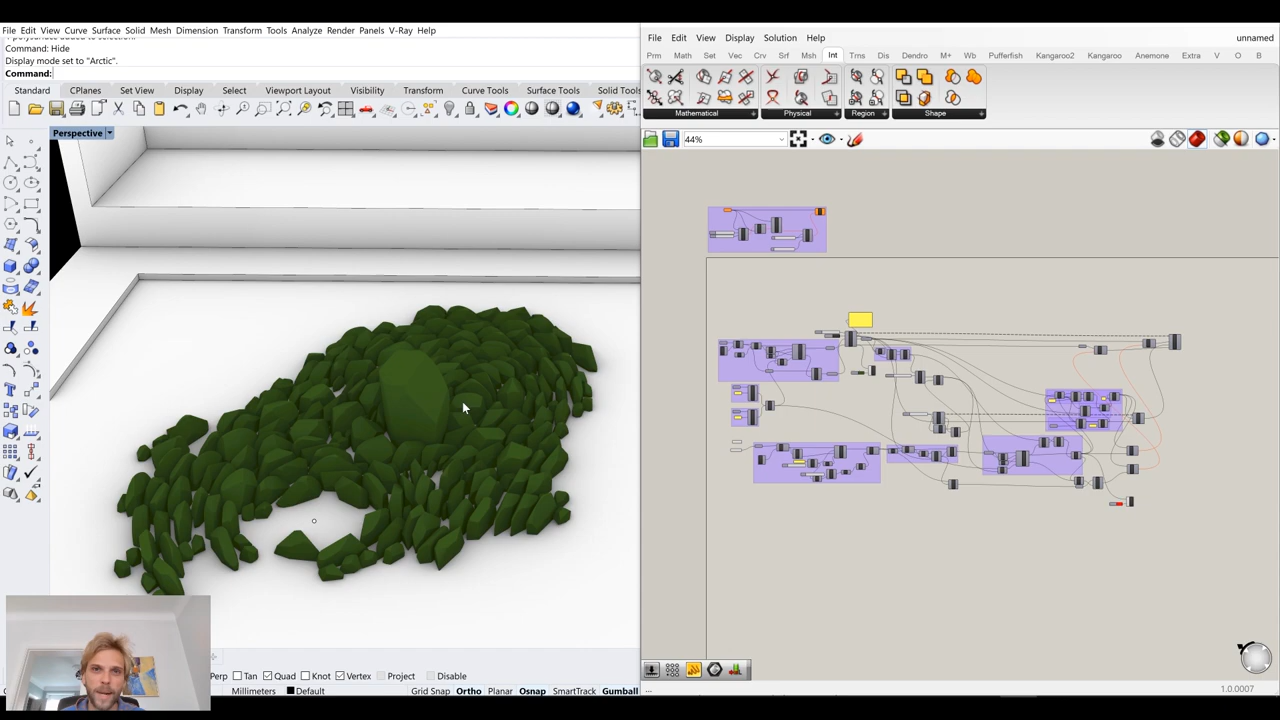 File Edit View Curve Surface Solid Mesh Dimension Transform Tools Analyze Render Panels V-Ray Help
Command: Hide
Display mode set to "Arctic".
Command:
Standard CPlanes Set View Display Select Viewport Layout Visibility Transform Curve Tools Surface Tools Solid Tools
Perspective
Perp Tan Quad Knot Vertex Project Disable
Millimeters Default Grid Snap Ortho Planar Osnap SmartTrack Gumball
File Edit View Display Solution Help unnamed
Prm Math Set Vec Crv Srf Msh Int Trns Dis Dendro M+ Wb Pufferfish Kangaroo2 Kangaroo Anemone Extra V O B
Mathematical Physical Region Shape
44%
...
1.0.0007